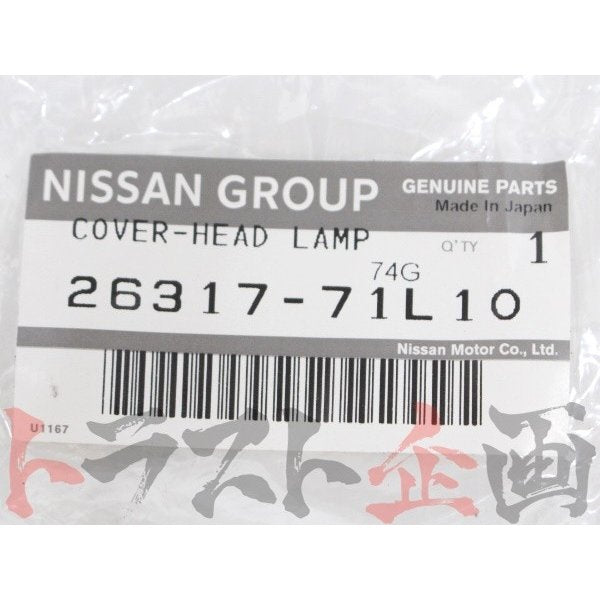 NISSAN GROUP GENUINE PARTS
Made In Japan
COVER-HEAD LAMP Q'TY 1
74G
26317-71L10
Nissan Motor Co., Ltd.
U1167
トラスト企画